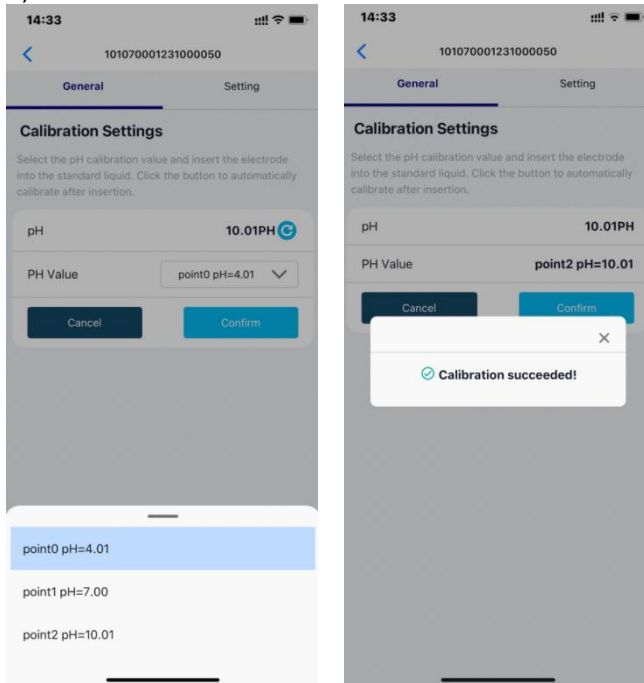 14:33
101070001231000050
General Setting
Calibration Settings
Select the pH calibration value and insert the electrode
into the standard liquid. Click the button to automatically
calibrate after insertion.
pH 10.01PH
PH Value point0 pH=4.01
Cancel Confirm
point0 pH=4.01
point1 pH=7.00
point2 pH=10.01
14:33
101070001231000050
General Setting
Calibration Settings
Select the pH calibration value and insert the electrode
into the standard liquid. Click the button to automatically
calibrate after insertion.
pH 10.01PH
PH Value point2 pH=10.01
Cancel Confirm
Calibration succeeded!